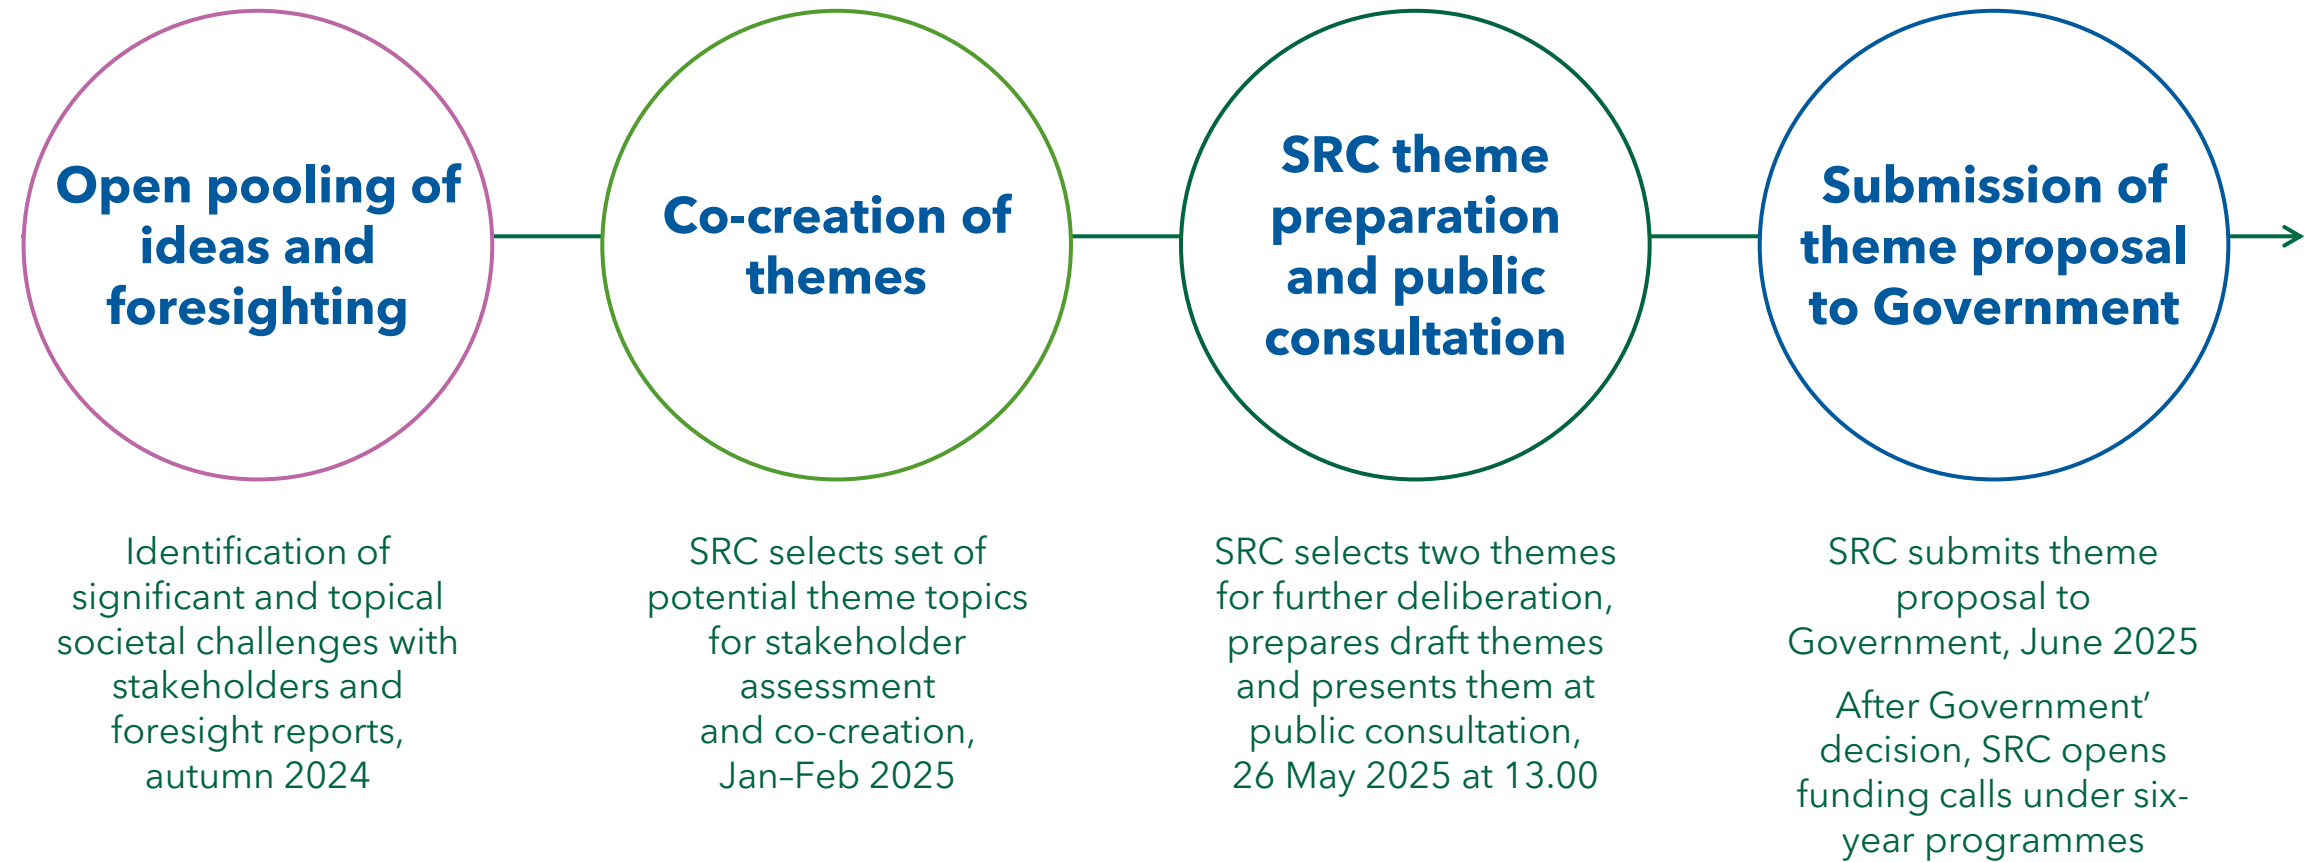 Open pooling of
ideas and
foresighting
Identification of
significant and topical
societal challenges with
stakeholders and
foresight reports,
autumn 2024
Co-creation of
themes
SRC selects set of
potential theme topics
for stakeholder
assessment
and co-creation,
Jan–Feb 2025
SRC theme
preparation
and public
consultation
SRC selects two themes
for further deliberation,
prepares draft themes
and presents them at
public consultation,
26 May 2025 at 13.00
Submission of
theme proposal
to Government
SRC submits theme
proposal to
Government, June 2025
After Government’
decision, SRC opens
funding calls under six-
year programmes